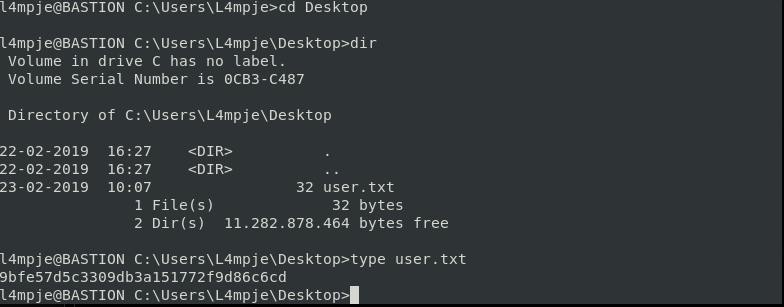 l4mpje@BASTION C:\Users\L4mpje>cd Desktop
l4mpje@BASTION C:\Users\L4mpje\Desktop>dir
Volume in drive C has no label.
Volume Serial Number is 0CB3-C487
Directory of C:\Users\L4mpje\Desktop
22-02-2019  16:27    <DIR>          .
22-02-2019  16:27    <DIR>          ..
23-02-2019  10:07                32 user.txt
1 File(s)             32 bytes
2 Dir(s)  11.282.878.464 bytes free
l4mpje@BASTION C:\Users\L4mpje\Desktop>type user.txt
9bfe57d5c3309db3a151772f9d86c6cd
l4mpje@BASTION C:\Users\L4mpje\Desktop>